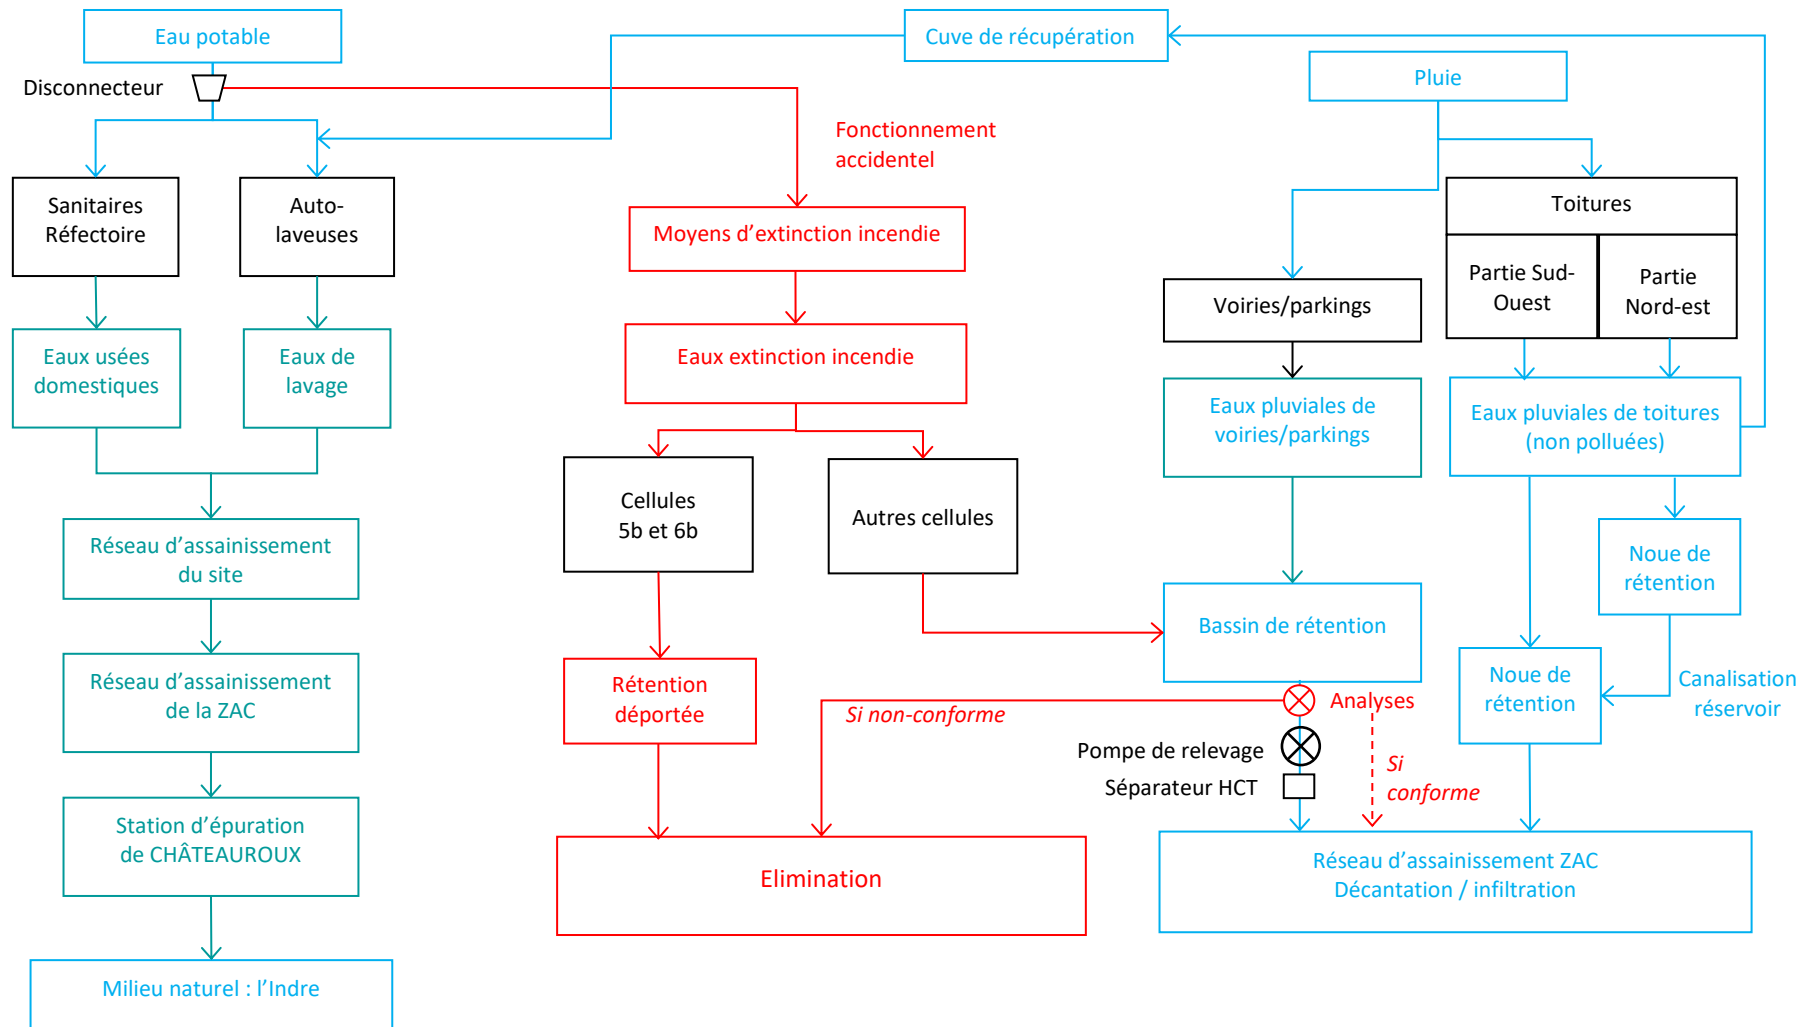 Eau potable
Cuve de récupération
Pluie
Disconnecteur
Fonctionnement
accidentel
Sanitaires
Réfectoire
Auto-
laveuses
Moyens d’extinction incendie
Toitures
Partie Sud-
Ouest
Partie
Nord-est
Voiries/parkings
Eaux usées
domestiques
Eaux de
lavage
Eaux extinction incendie
Eaux pluviales de
voiries/parkings
Eaux pluviales de toitures
(non polluées)
Cellules
5b et 6b
Autres cellules
Réseau d’assainissement
du site
Noue de
rétention
Bassin de rétention
Réseau d’assainissement
de la ZAC
Rétention
déportée
Si non-conforme
Analyses
Noue de
rétention
Canalisation
réservoir
Pompe de relevage
Séparateur HCT
Si
conforme
Station d’épuration
de CHÂTEAUROUX
Elimination
Réseau d’assainissement ZAC
Décantation / infiltration
Milieu naturel : l’Indre